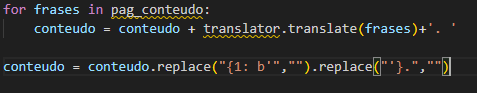 for frases in pag_conteudo:
conteudo = conteudo + translator.translate(frases)+'. '
conteudo = conteudo.replace("{1: b'","").replace("'}.","")